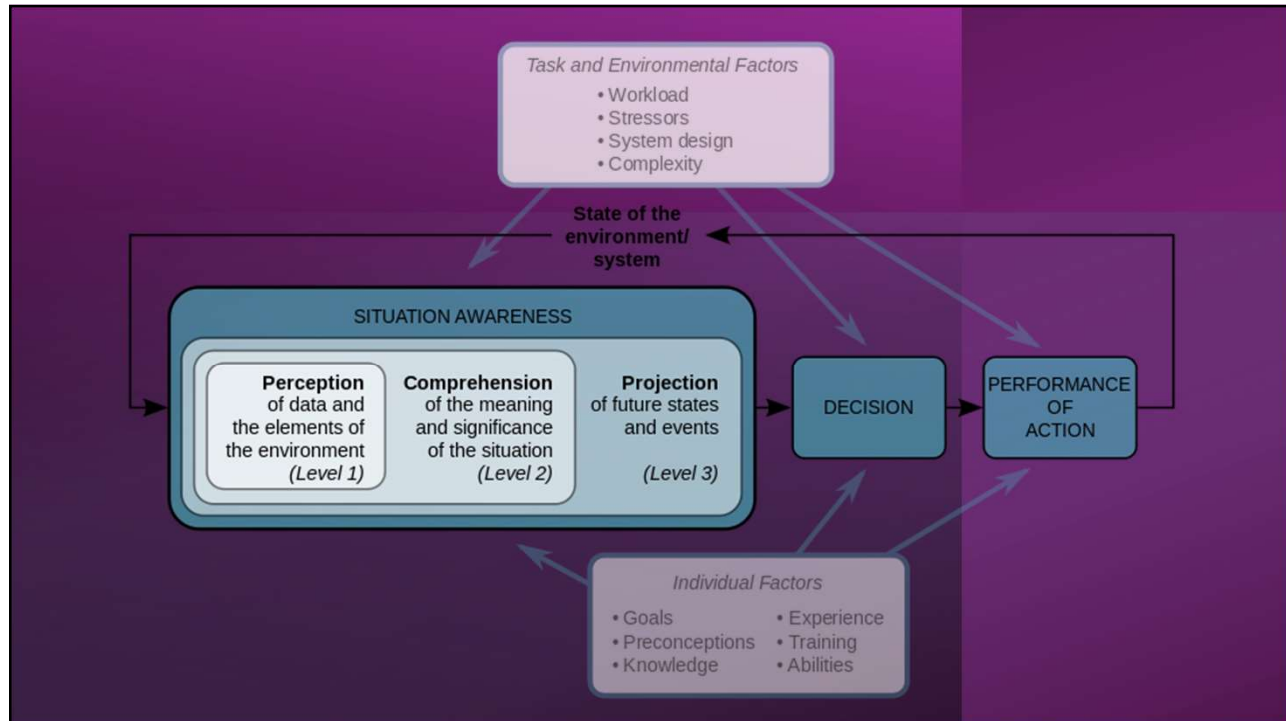 Task and Environmental Factors
• Workload
• Stressors
• System design
• Complexity
State of the
environment/
system
SITUATION AWARENESS
Perception
of data and
the elements of
the environment
(Level 1)
Comprehension
of the meaning
and significance
of the situation
(Level 2)
Projection
of future states
and events
(Level 3)
DECISION
PERFORMANCE
OF
ACTION
Individual Factors
• Goals
• Preconceptions
• Knowledge
• Experience
• Training
• Abilities